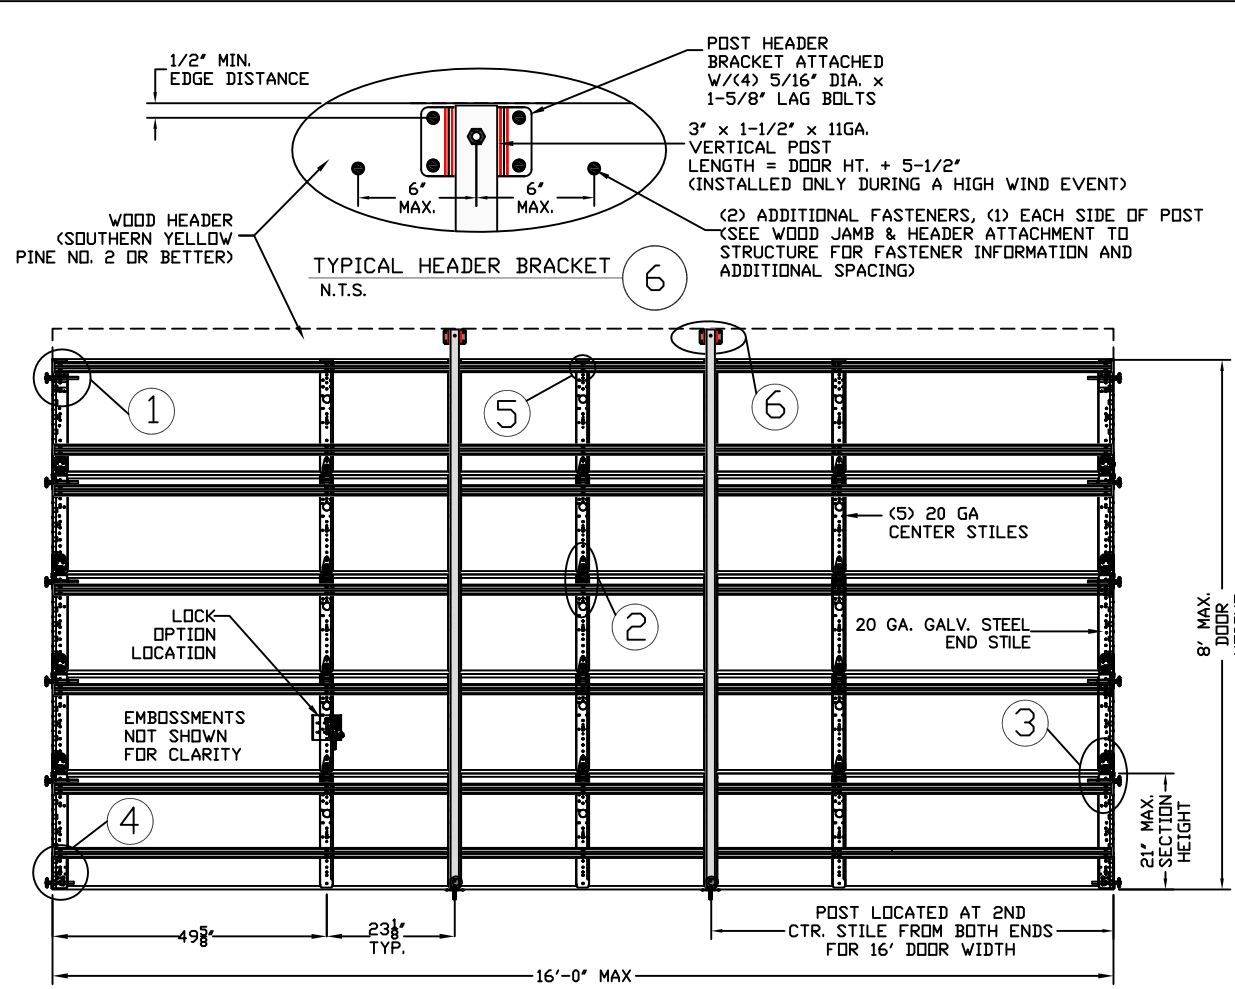 1/2" MIN.
EDGE DISTANCE
POST HEADER
BRACKET ATTACHED
W/(4) 5/16" DIA. x
1-5/8" LAG BOLTS
3" x 1-1/2" x 11GA.
VERTICAL POST
LENGTH = DOOR HT. + 5-1/2"
(INSTALLED ONLY DURING A HIGH WIND EVENT)
6"
MAX.
6"
MAX.
WOOD HEADER
(SOUTHERN YELLOW
PINE NO. 2 OR BETTER)
(2) ADDITIONAL FASTENERS, (1) EACH SIDE OF POST
(SEE WOOD JAMB & HEADER ATTACHMENT TO
STRUCTURE FOR FASTENER INFORMATION AND
ADDITIONAL SPACING)
TYPICAL HEADER BRACKET
6
N.T.S.
1
5
6
(5) 20 GA
CENTER STILES
2
LOCK
OPTION
LOCATION
20 GA. GALV. STEEL
END STILE
8' MAX.
DOOR
EMBOSSMENTS
NOT SHOWN
FOR CLARITY
3
4
21" MAX.
SECTION
HEIGHT
49 5/8"
23 1/8"
TYP.
POST LOCATED AT 2ND
CTR. STILE FROM BOTH ENDS
FOR 16' DOOR WIDTH
16'-0" MAX